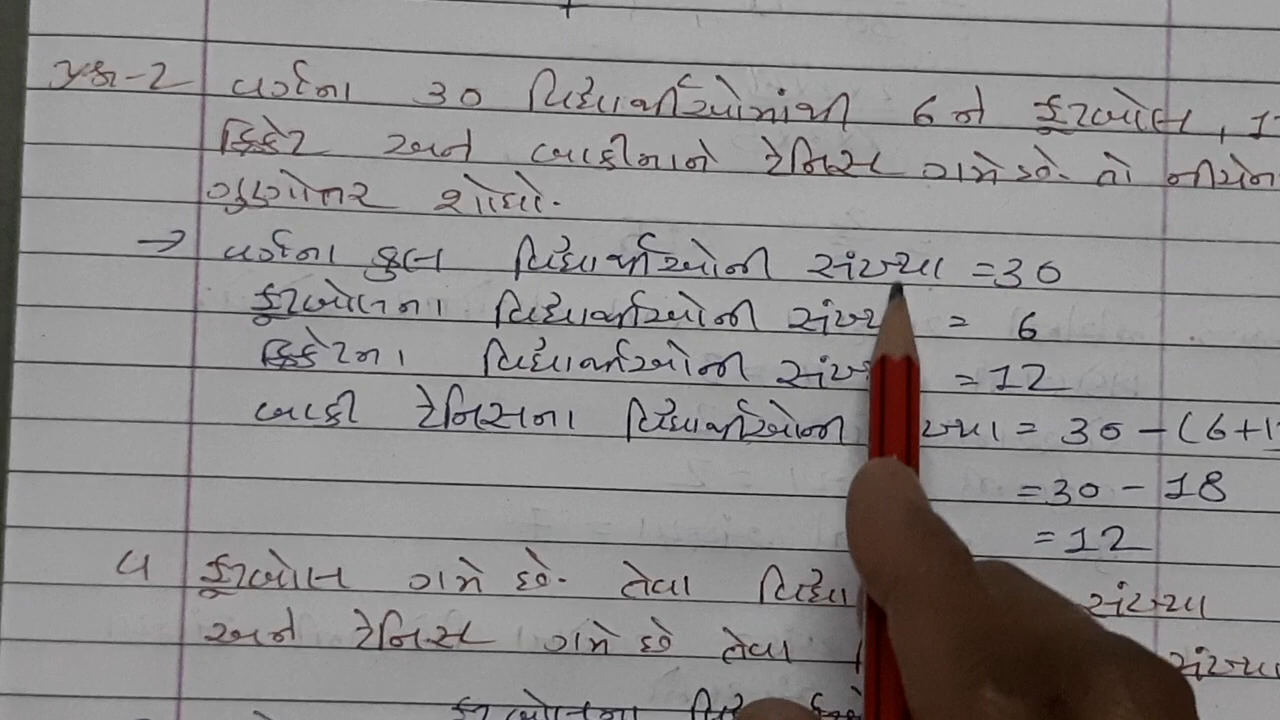 પ્રશ્ન-2 વર્ગના 30 વિદ્યાર્થીઓમાંથી 6 ને ફૂટબોલ, 1
ક્રિકેટ અને બાકીનાને ટેનિસ ગમે છે. તો નીચેન
ગુણોત્તર શોધો.
→ વર્ગના કુલ વિદ્યાર્થીઓની સંખ્યા = 30
ફૂટબોલના વિદ્યાર્થીઓની સંખ્ય = 6
ક્રિકેટના વિદ્યાર્થીઓની સંખ્ = 12
બાકી ટેનિસના વિદ્યાર્થીઓની ખ્યા = 30 - (6+1
= 30 - 18
= 12
ફૂટબોલ ગમે છે. તેવા વિદ્યા સંખ્યા
અને ટેનિસ ગમે છે તેવા સંખ્યા